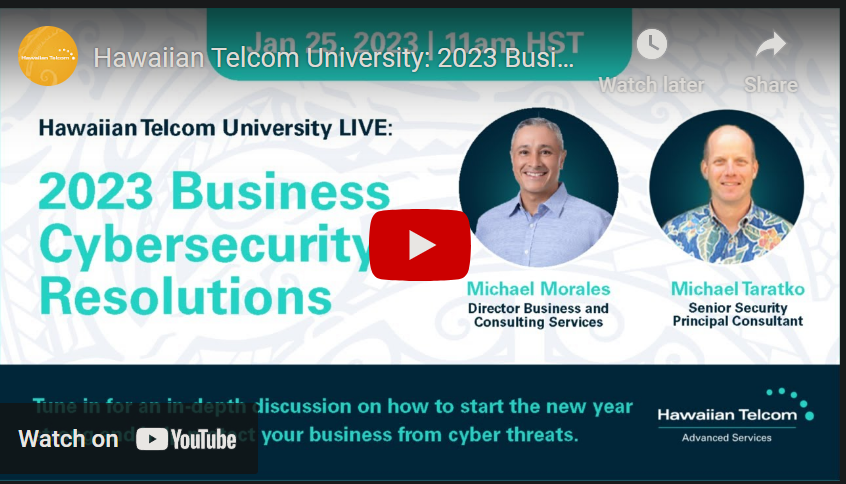 Jan 25, 2023 | 11am HST
Hawaiian Telcom
Hawaiian Telcom University: 2023 Busi...
Watch later
Share
Hawaiian Telcom University LIVE:
2023 Business
Cybersecurity
Resolutions
Michael Morales
Director Business and
Consulting Services
Michael Taratko
Senior Security
Principal Consultant
Tune in for an in-depth discussion on how to start the new year
your business from cyber threats.
Hawaiian Telcom
Advanced Services
Watch on YouTube